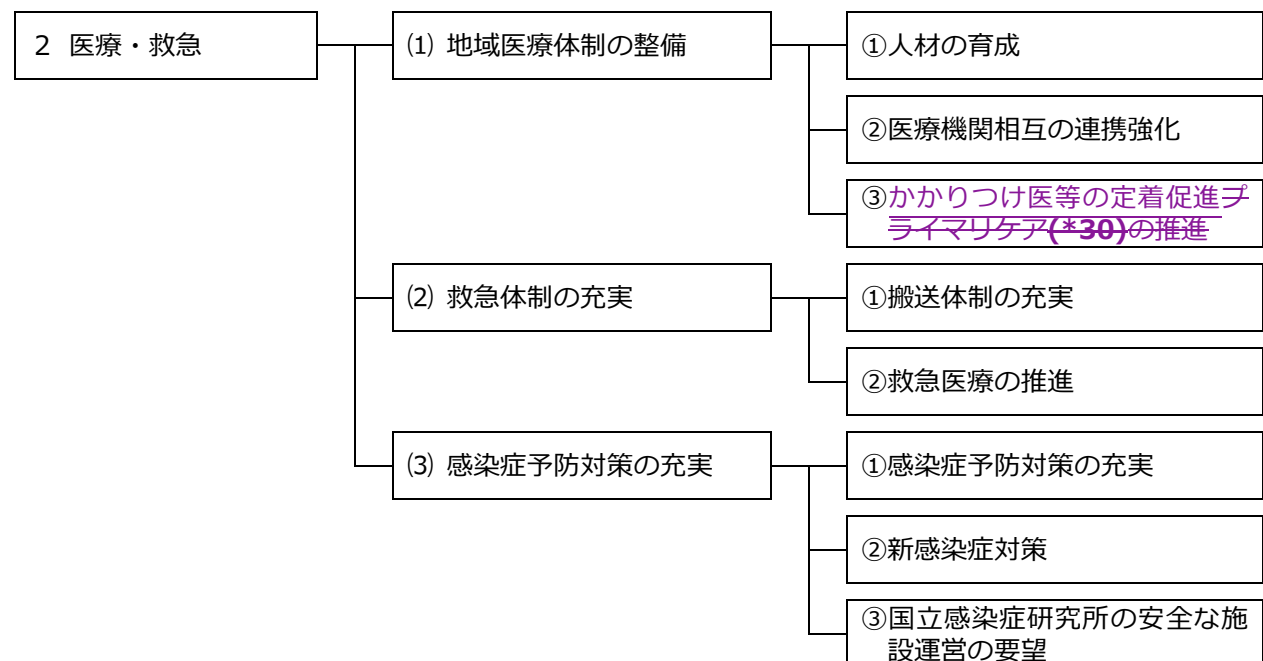 2 医療・救急
⑴ 地域医療体制の整備
①人材の育成
②医療機関相互の連携強化
③かかりつけ医等の定着促進プ
ライマリケア(*30)の推進
⑵ 救急体制の充実
①搬送体制の充実
②救急医療の推進
⑶ 感染症予防対策の充実
①感染症予防対策の充実
②新感染症対策
③国立感染症研究所の安全な施
設運営の要望